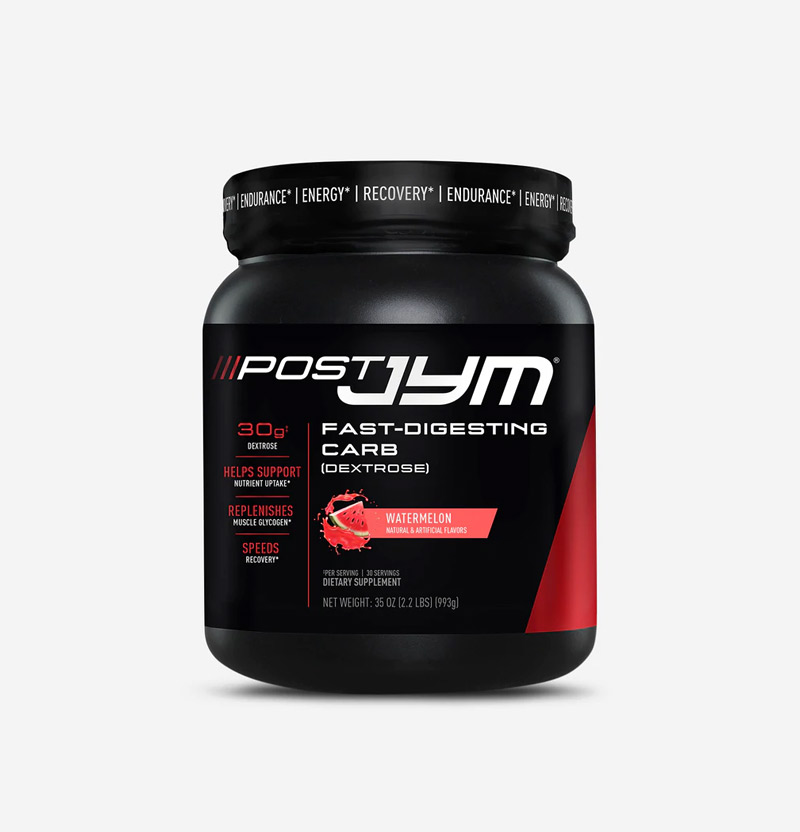 | ENDURANCE* | ENERGY* | RECOVERY* | ENDURANCE* | ENERGY* |
///POST JYM®
30g‡
DEXTROSE
HELPS SUPPORT
NUTRIENT UPTAKE*
REPLENISHES
MUSCLE GLYCOGEN*
SPEEDS
RECOVERY*
FAST-DIGESTING
CARB
(DEXTROSE)
WATERMELON
NATURAL & ARTIFICIAL FLAVORS
‡PER SERVING | 30 SERVINGS
DIETARY SUPPLEMENT
NET WEIGHT: 35 OZ (2.2 LBS) (993g)